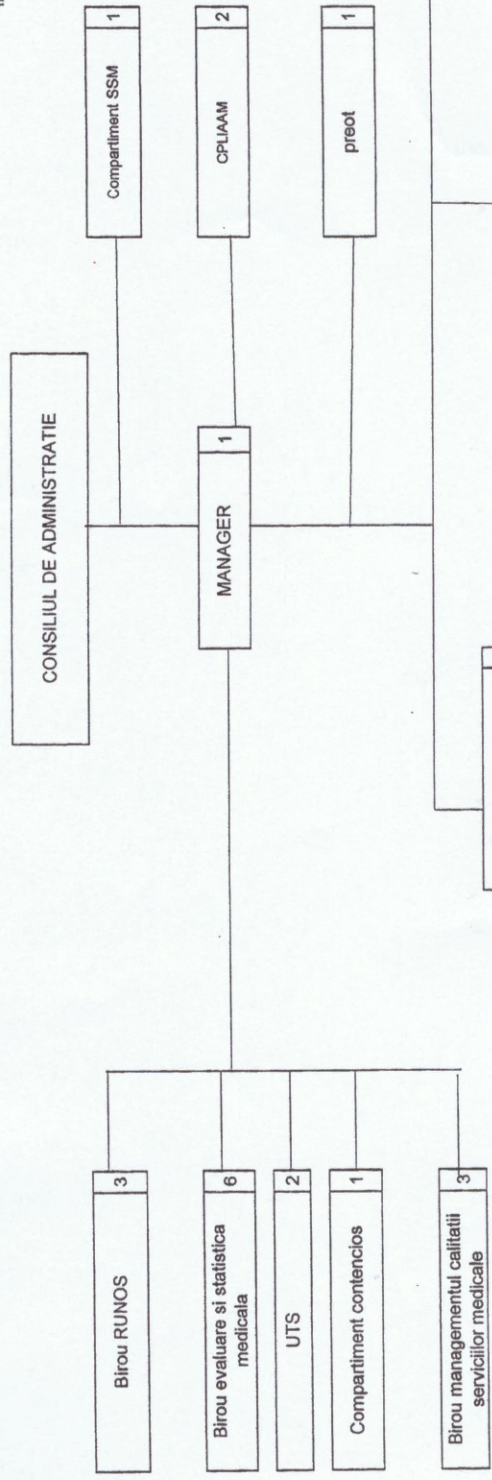 CONSILIUL DE ADMINISTRATIE
Birou RUNOS
3
Compartiment SSM
1
Birou evaluare si statistica
medicala
6
MANAGER
1
CPLIAAM
2
UTS
2
Compartiment contencios
1
preot
1
Birou managementul calitatii
serviciilor medicale
3